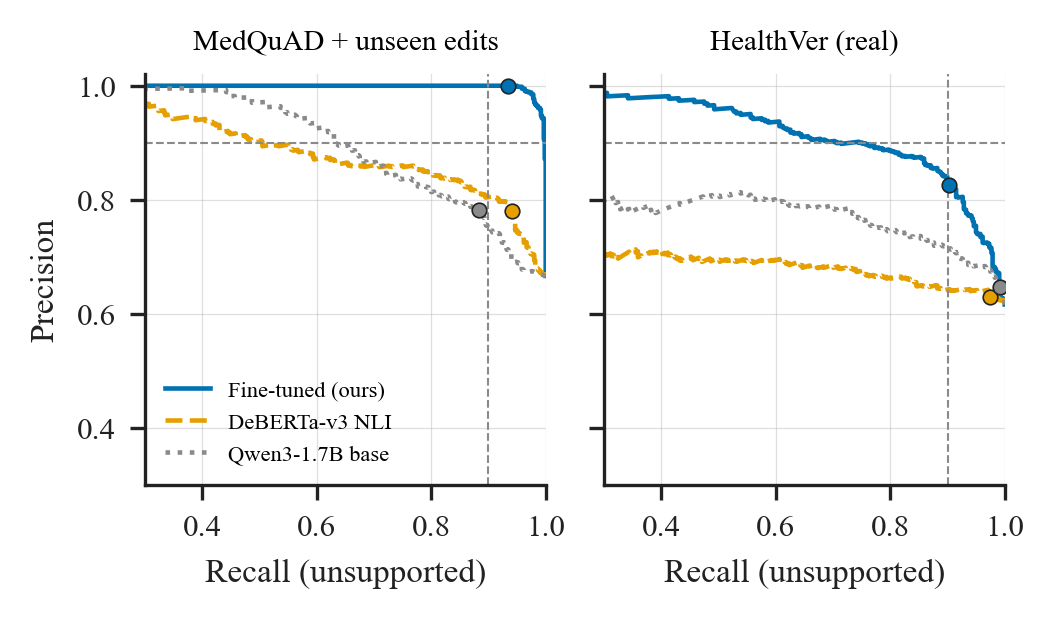 MedQuAD + unseen edits
HealthVer (real)
Precision
1.0
0.8
0.6
0.4
Fine-tuned (ours)
DeBERTa-v3 NLI
Qwen3-1.7B base
0.4 0.6 0.8 1.0
0.4 0.6 0.8 1.0
Recall (unsupported)
Recall (unsupported)